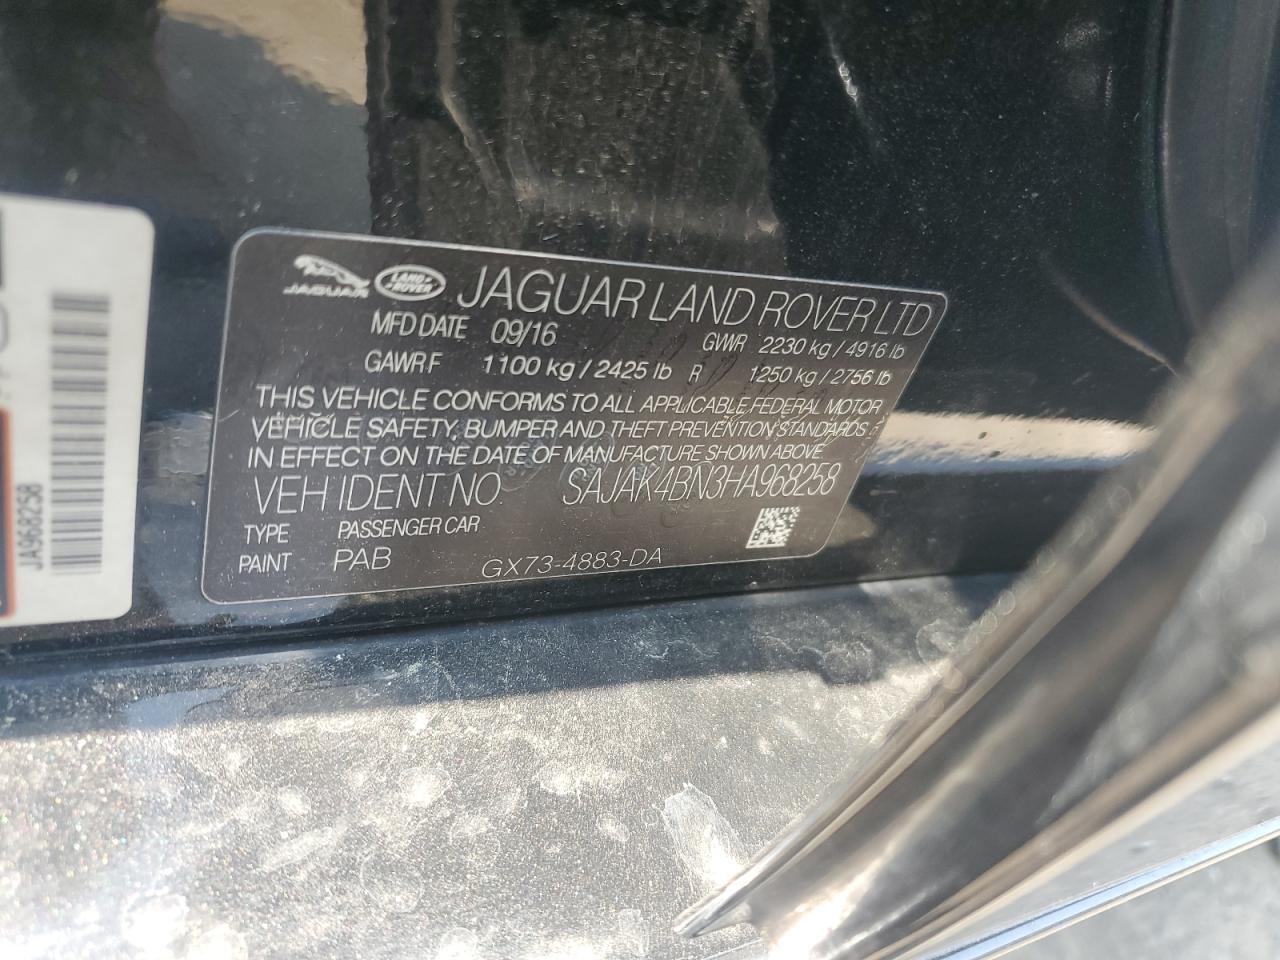 JAGUAR LAND ROVER JAGUAR LAND ROVER LTD
MFD DATE 09/16 GVWR 2230 kg / 4916 lb
GAWR F 1100 kg / 2425 lb R 1250 kg / 2756 lb
THIS VEHICLE CONFORMS TO ALL APPLICABLE FEDERAL MOTOR
VEHICLE SAFETY, BUMPER AND THEFT PREVENTION STANDARDS
IN EFFECT ON THE DATE OF MANUFACTURE SHOWN ABOVE
VEH IDENT NO. SAJAK4BN3HA968258
TYPE PASSENGER CAR
PAINT PAB GX73-4883-DA
JA968258